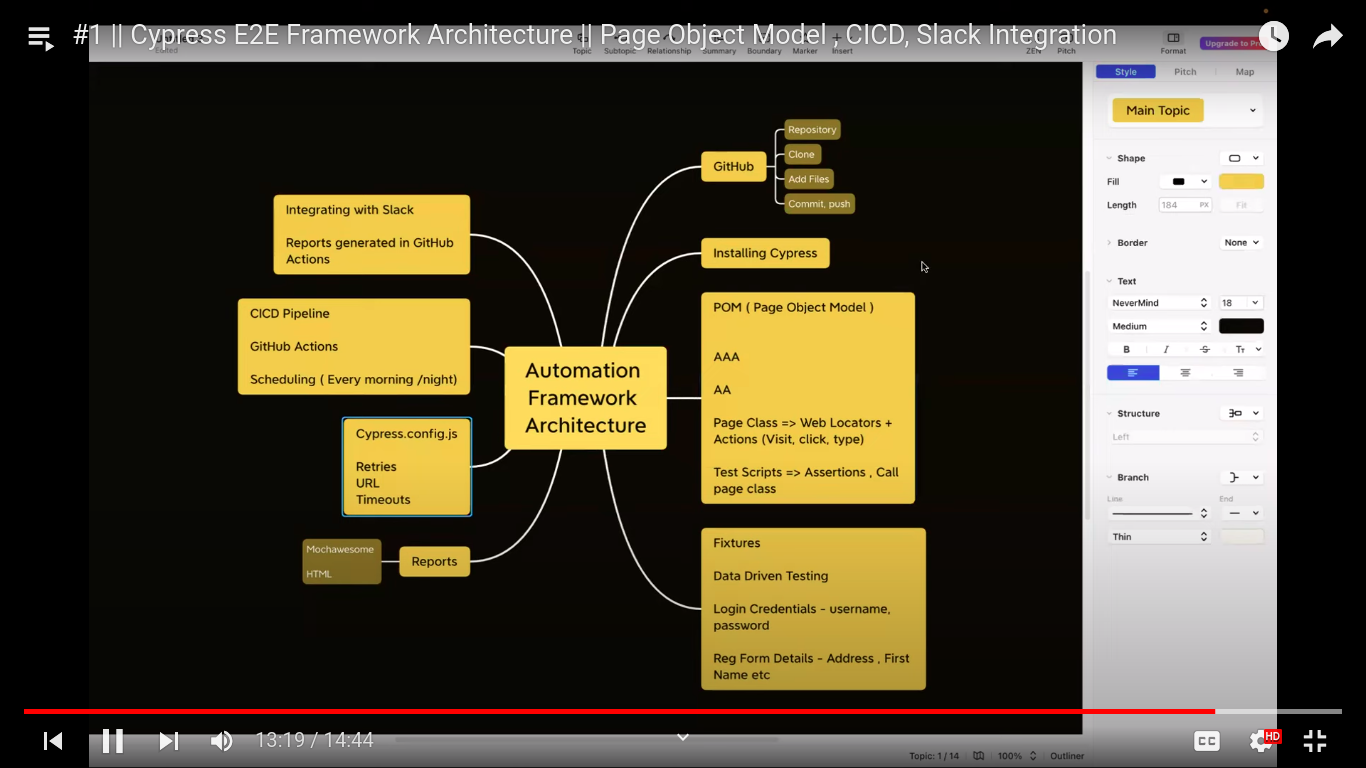 #1 || Cypress E2E Framework Architecture || Page Object Model , CICD, Slack Integration
Edited
Topic
Subtopic
Relationship
Summary
Boundary
Marker
Insert
ZEN
Pitch
Format
Upgrade to Pro
Style
Pitch
Map
Main Topic
Shape
Fill
Length
184
PX
Fit
Border
None
Text
NeverMind
18
Medium
B
I
S
Tт
Structure
Left
Branch
Line
End
Thin
GitHub
Repository
Clone
Add Files
Commit, push
Integrating with Slack
Reports generated in GitHub
Actions
Installing Cypress
CICD Pipeline
GitHub Actions
Scheduling ( Every morning /night)
POM ( Page Object Model )
AAA
AA
Page Class => Web Locators +
Actions (Visit, click, type)
Test Scripts => Assertions , Call
page class
Automation
Framework
Architecture
Cypress.config.js
Retries
URL
Timeouts
Mochawesome
HTML
Reports
Fixtures
Data Driven Testing
Login Credentials - username,
password
Reg Form Details - Address , First
Name etc
13:19 / 14:44
CC
HD
Topic: 1 / 14
100%
Outliner